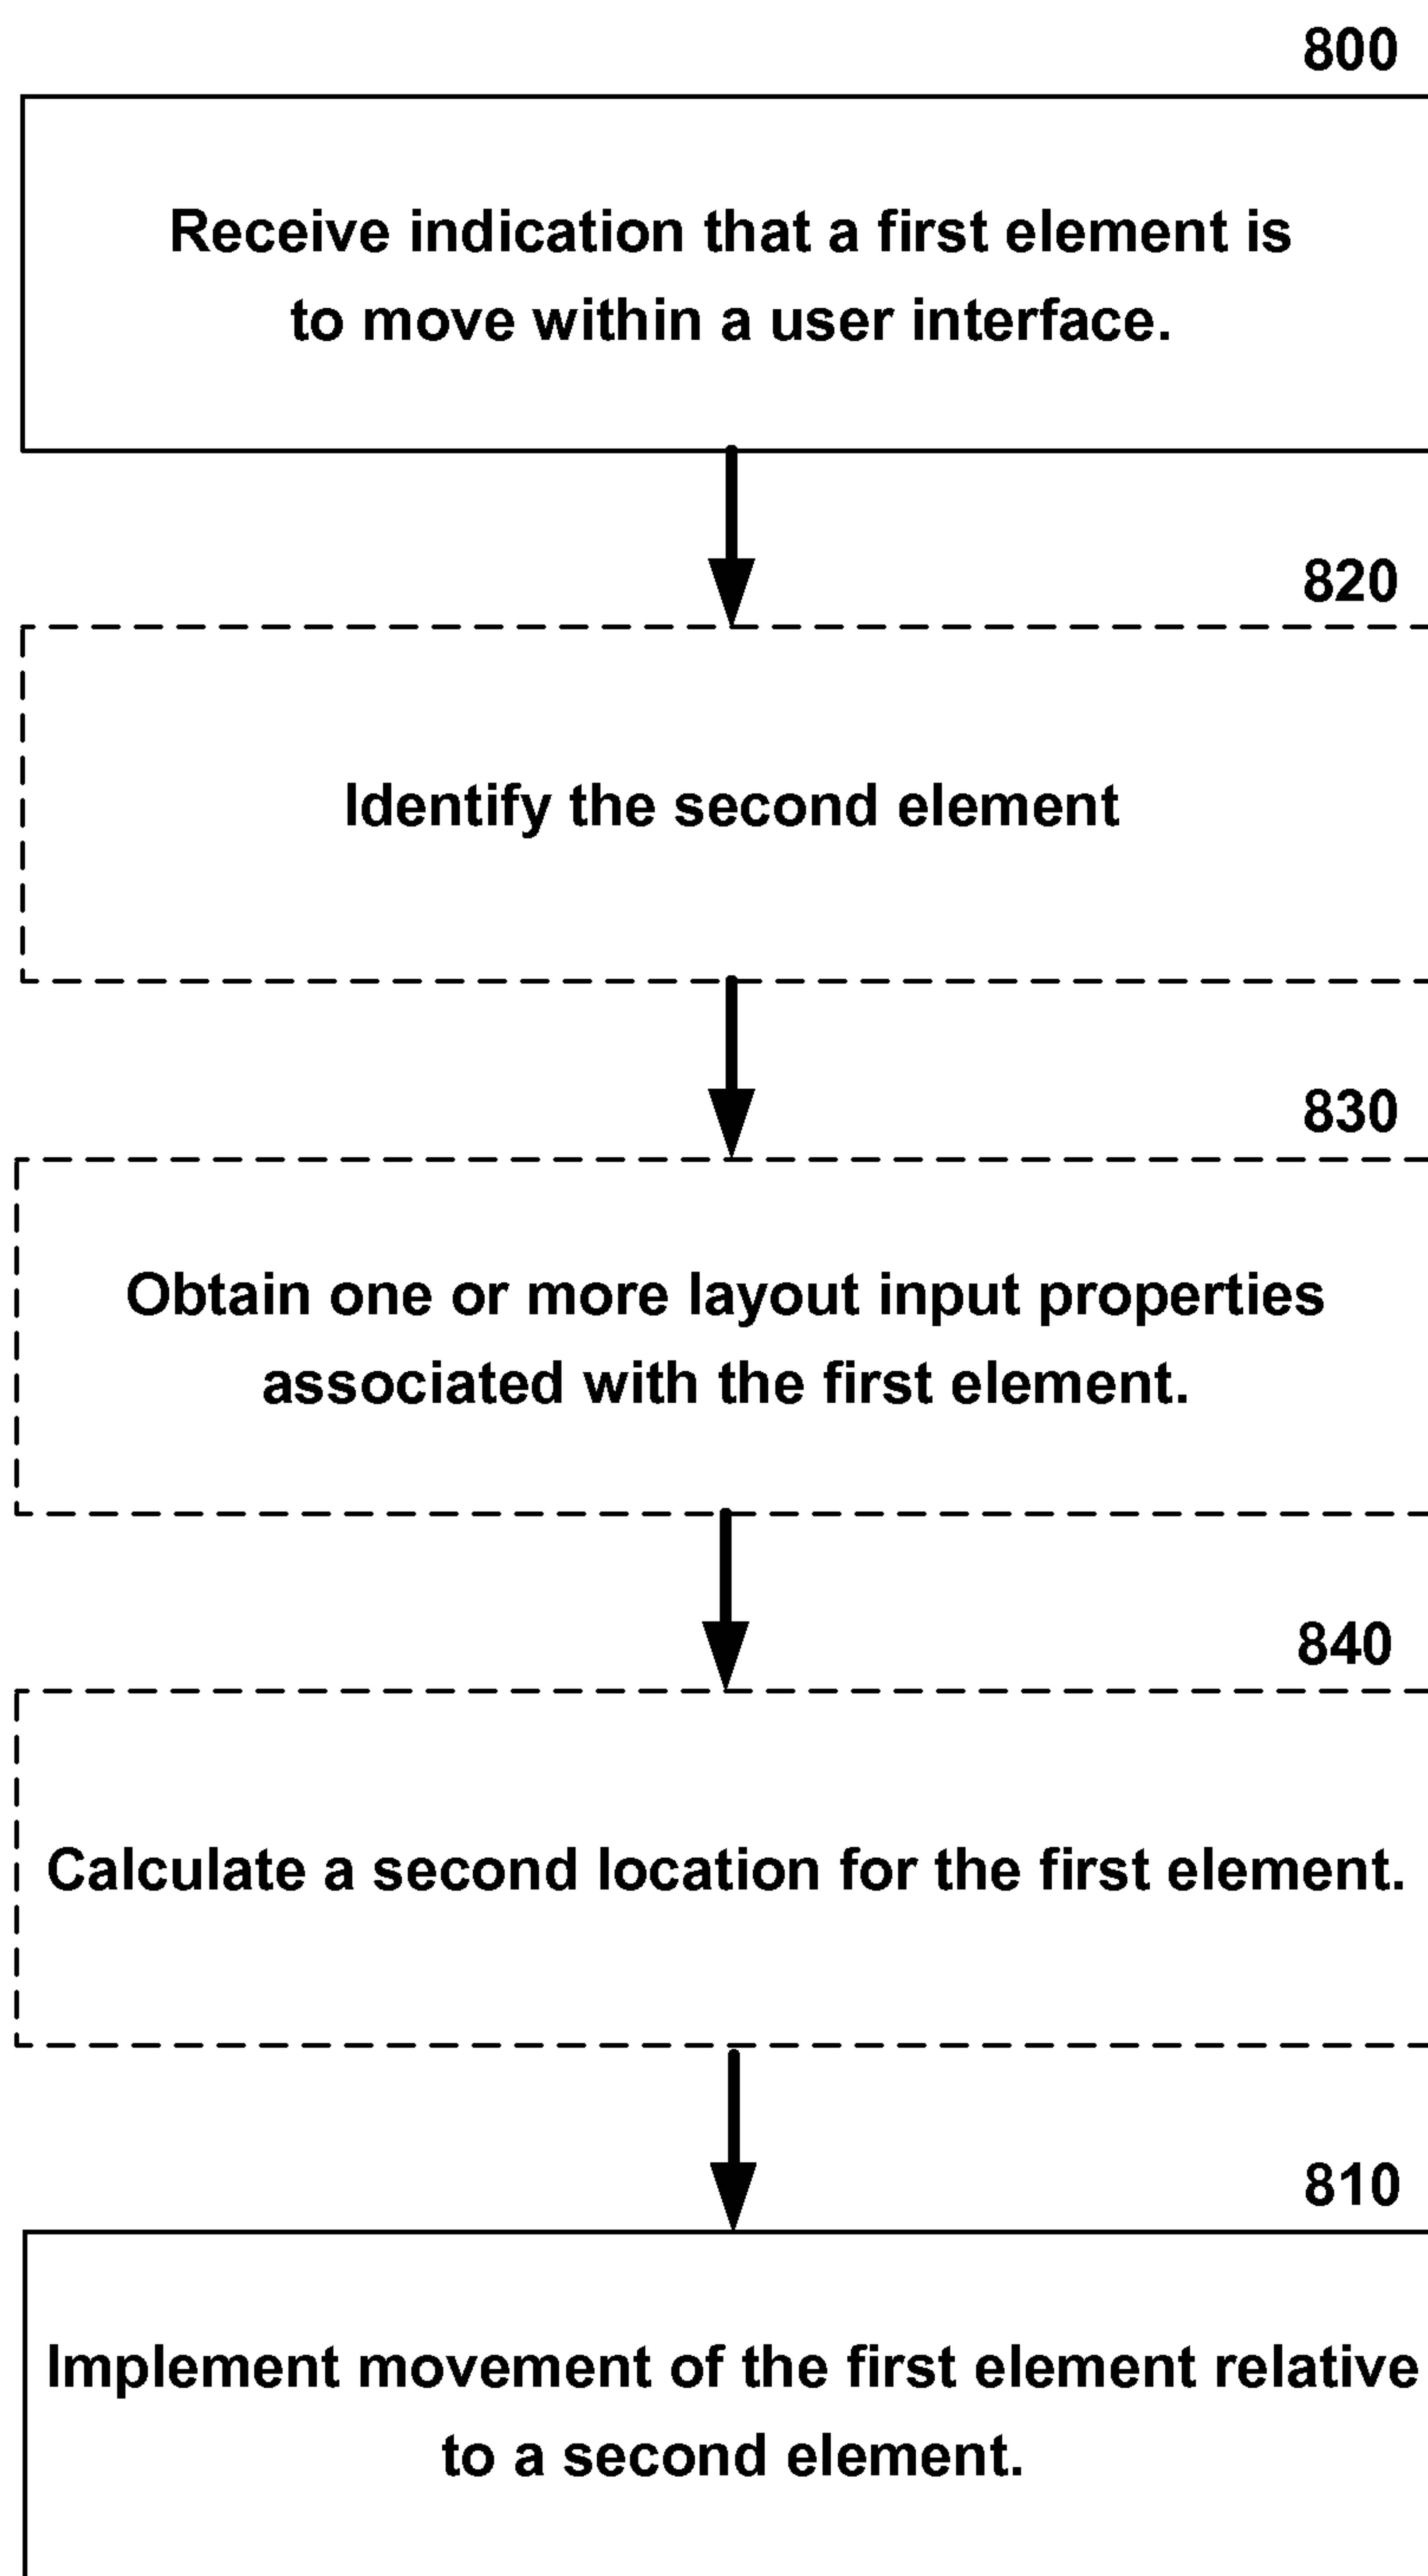 800
Receive indication that a first element is
to move within a user interface.
820
Identify the second element
830
Obtain one or more layout input properties
associated with the first element.
840
Calculate a second location for the first element.
810
Implement movement of the first element relative
to a second element.